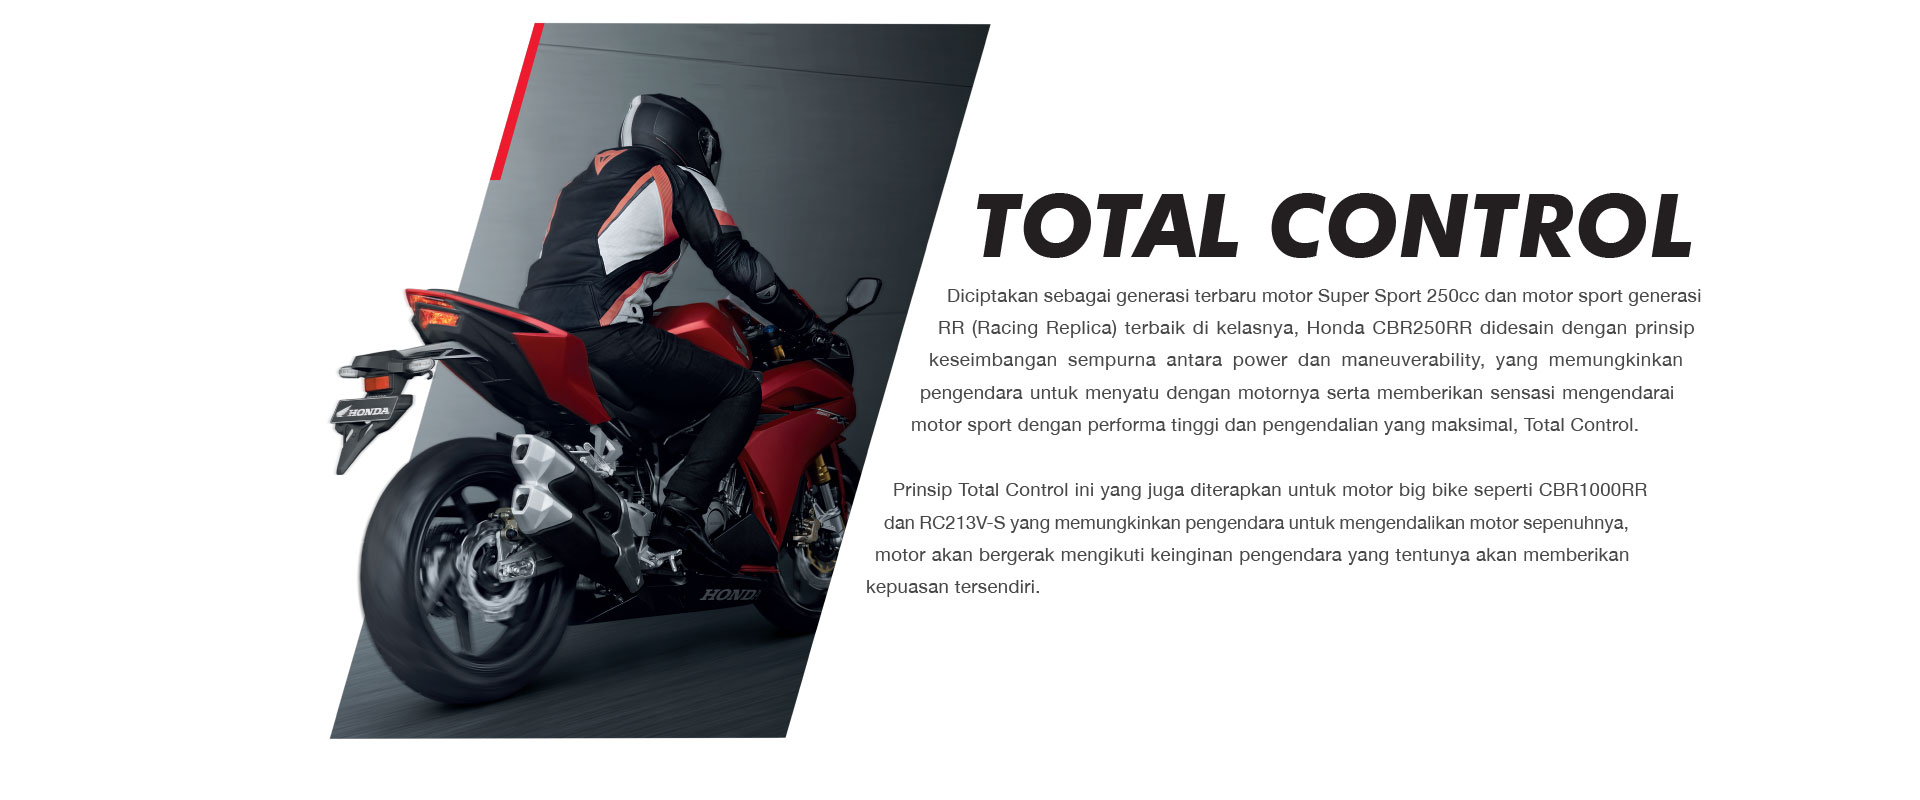 TOTAL CONTROL
Diciptakan sebagai generasi terbaru motor Super Sport 250cc dan motor sport generasi
RR (Racing Replica) terbaik di kelasnya, Honda CBR250RR didesain dengan prinsip
keseimbangan sempurna antara power dan maneuverability, yang memungkinkan
pengendara untuk menyatu dengan motornya serta memberikan sensasi mengendarai
motor sport dengan performa tinggi dan pengendalian yang maksimal, Total Control.
Prinsip Total Control ini yang juga diterapkan untuk motor big bike seperti CBR1000RR
dan RC213V-S yang memungkinkan pengendara untuk mengendalikan motor sepenuhnya,
motor akan bergerak mengikuti keinginan pengendara yang tentunya akan memberikan
kepuasan tersendiri.
HONDA
HONDA